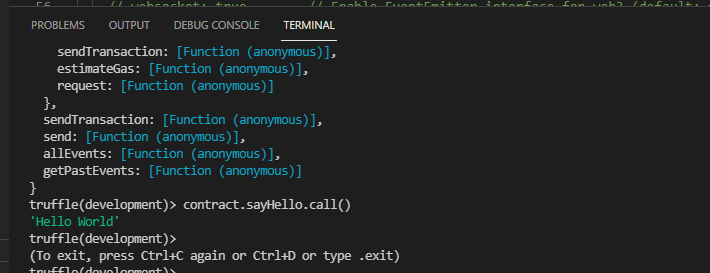 56 // websocket: true // Enable EventEmitter interface for web3 (default:
PROBLEMS OUTPUT DEBUG CONSOLE TERMINAL
sendTransaction: [Function (anonymous)],
estimateGas: [Function (anonymous)],
request: [Function (anonymous)]
},
sendTransaction: [Function (anonymous)],
send: [Function (anonymous)],
allEvents: [Function (anonymous)],
getPastEvents: [Function (anonymous)]
}
truffle(development)> contract.sayHello.call()
'Hello World'
truffle(development)>
(To exit, press Ctrl+C again or Ctrl+D or type .exit)
truffle(development)>